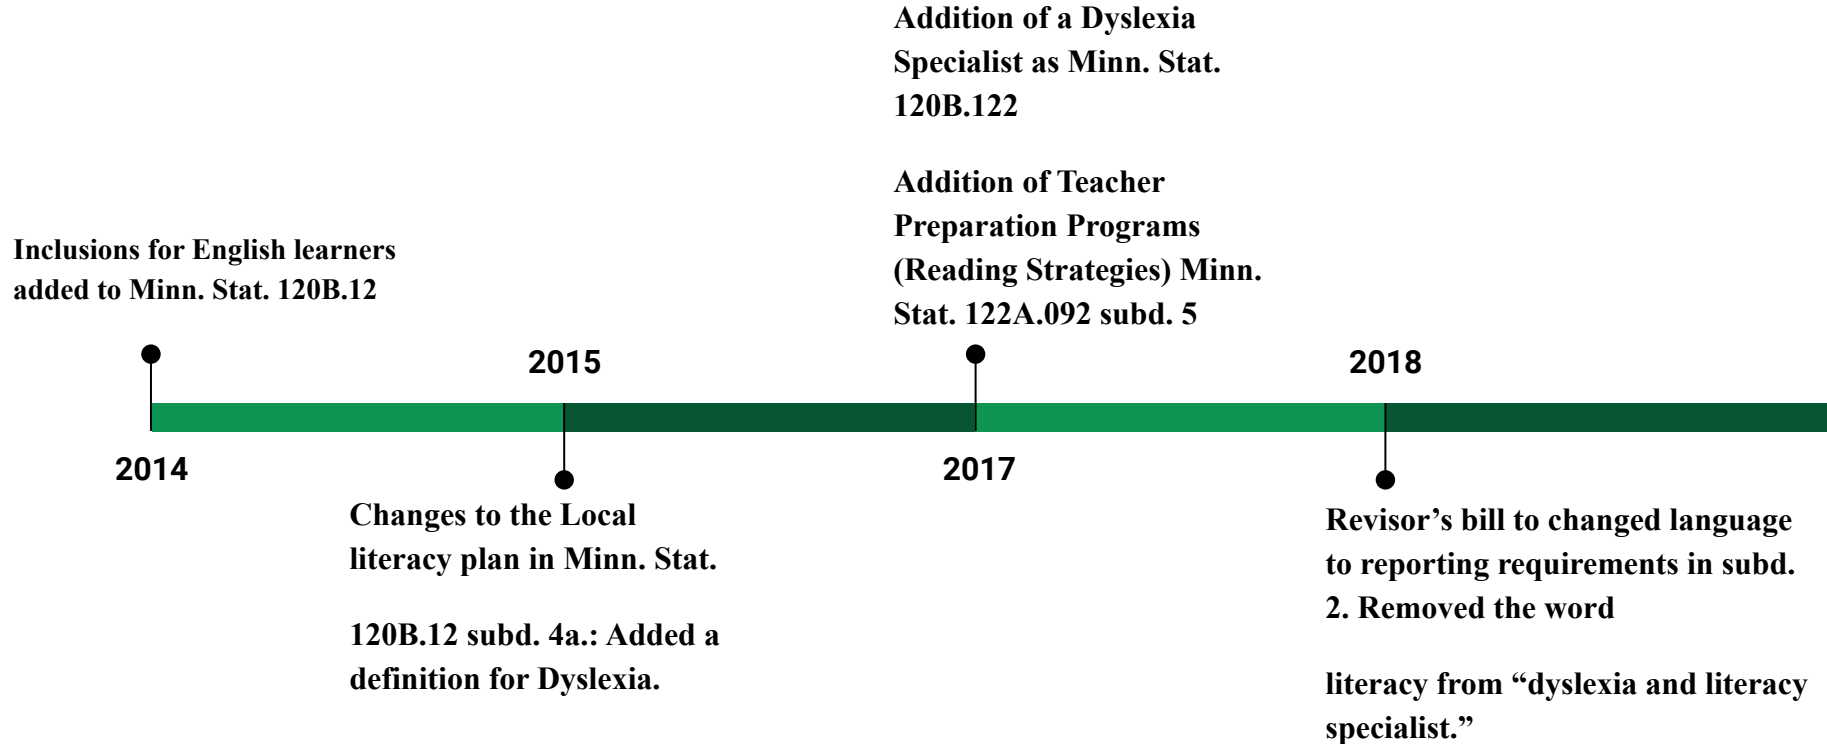 Inclusions for English learners
added to Minn. Stat. 120B.12
2014
2015
Changes to the Local
literacy plan in Minn. Stat.
120B.12 subd. 4a.: Added a
definition for Dyslexia.
Addition of a Dyslexia
Specialist as Minn. Stat.
120B.122
Addition of Teacher
Preparation Programs
(Reading Strategies) Minn.
Stat. 122A.092 subd. 5
2017
2018
Revisor’s bill to changed language
to reporting requirements in subd.
2. Removed the word
literacy from “dyslexia and literacy
specialist.”